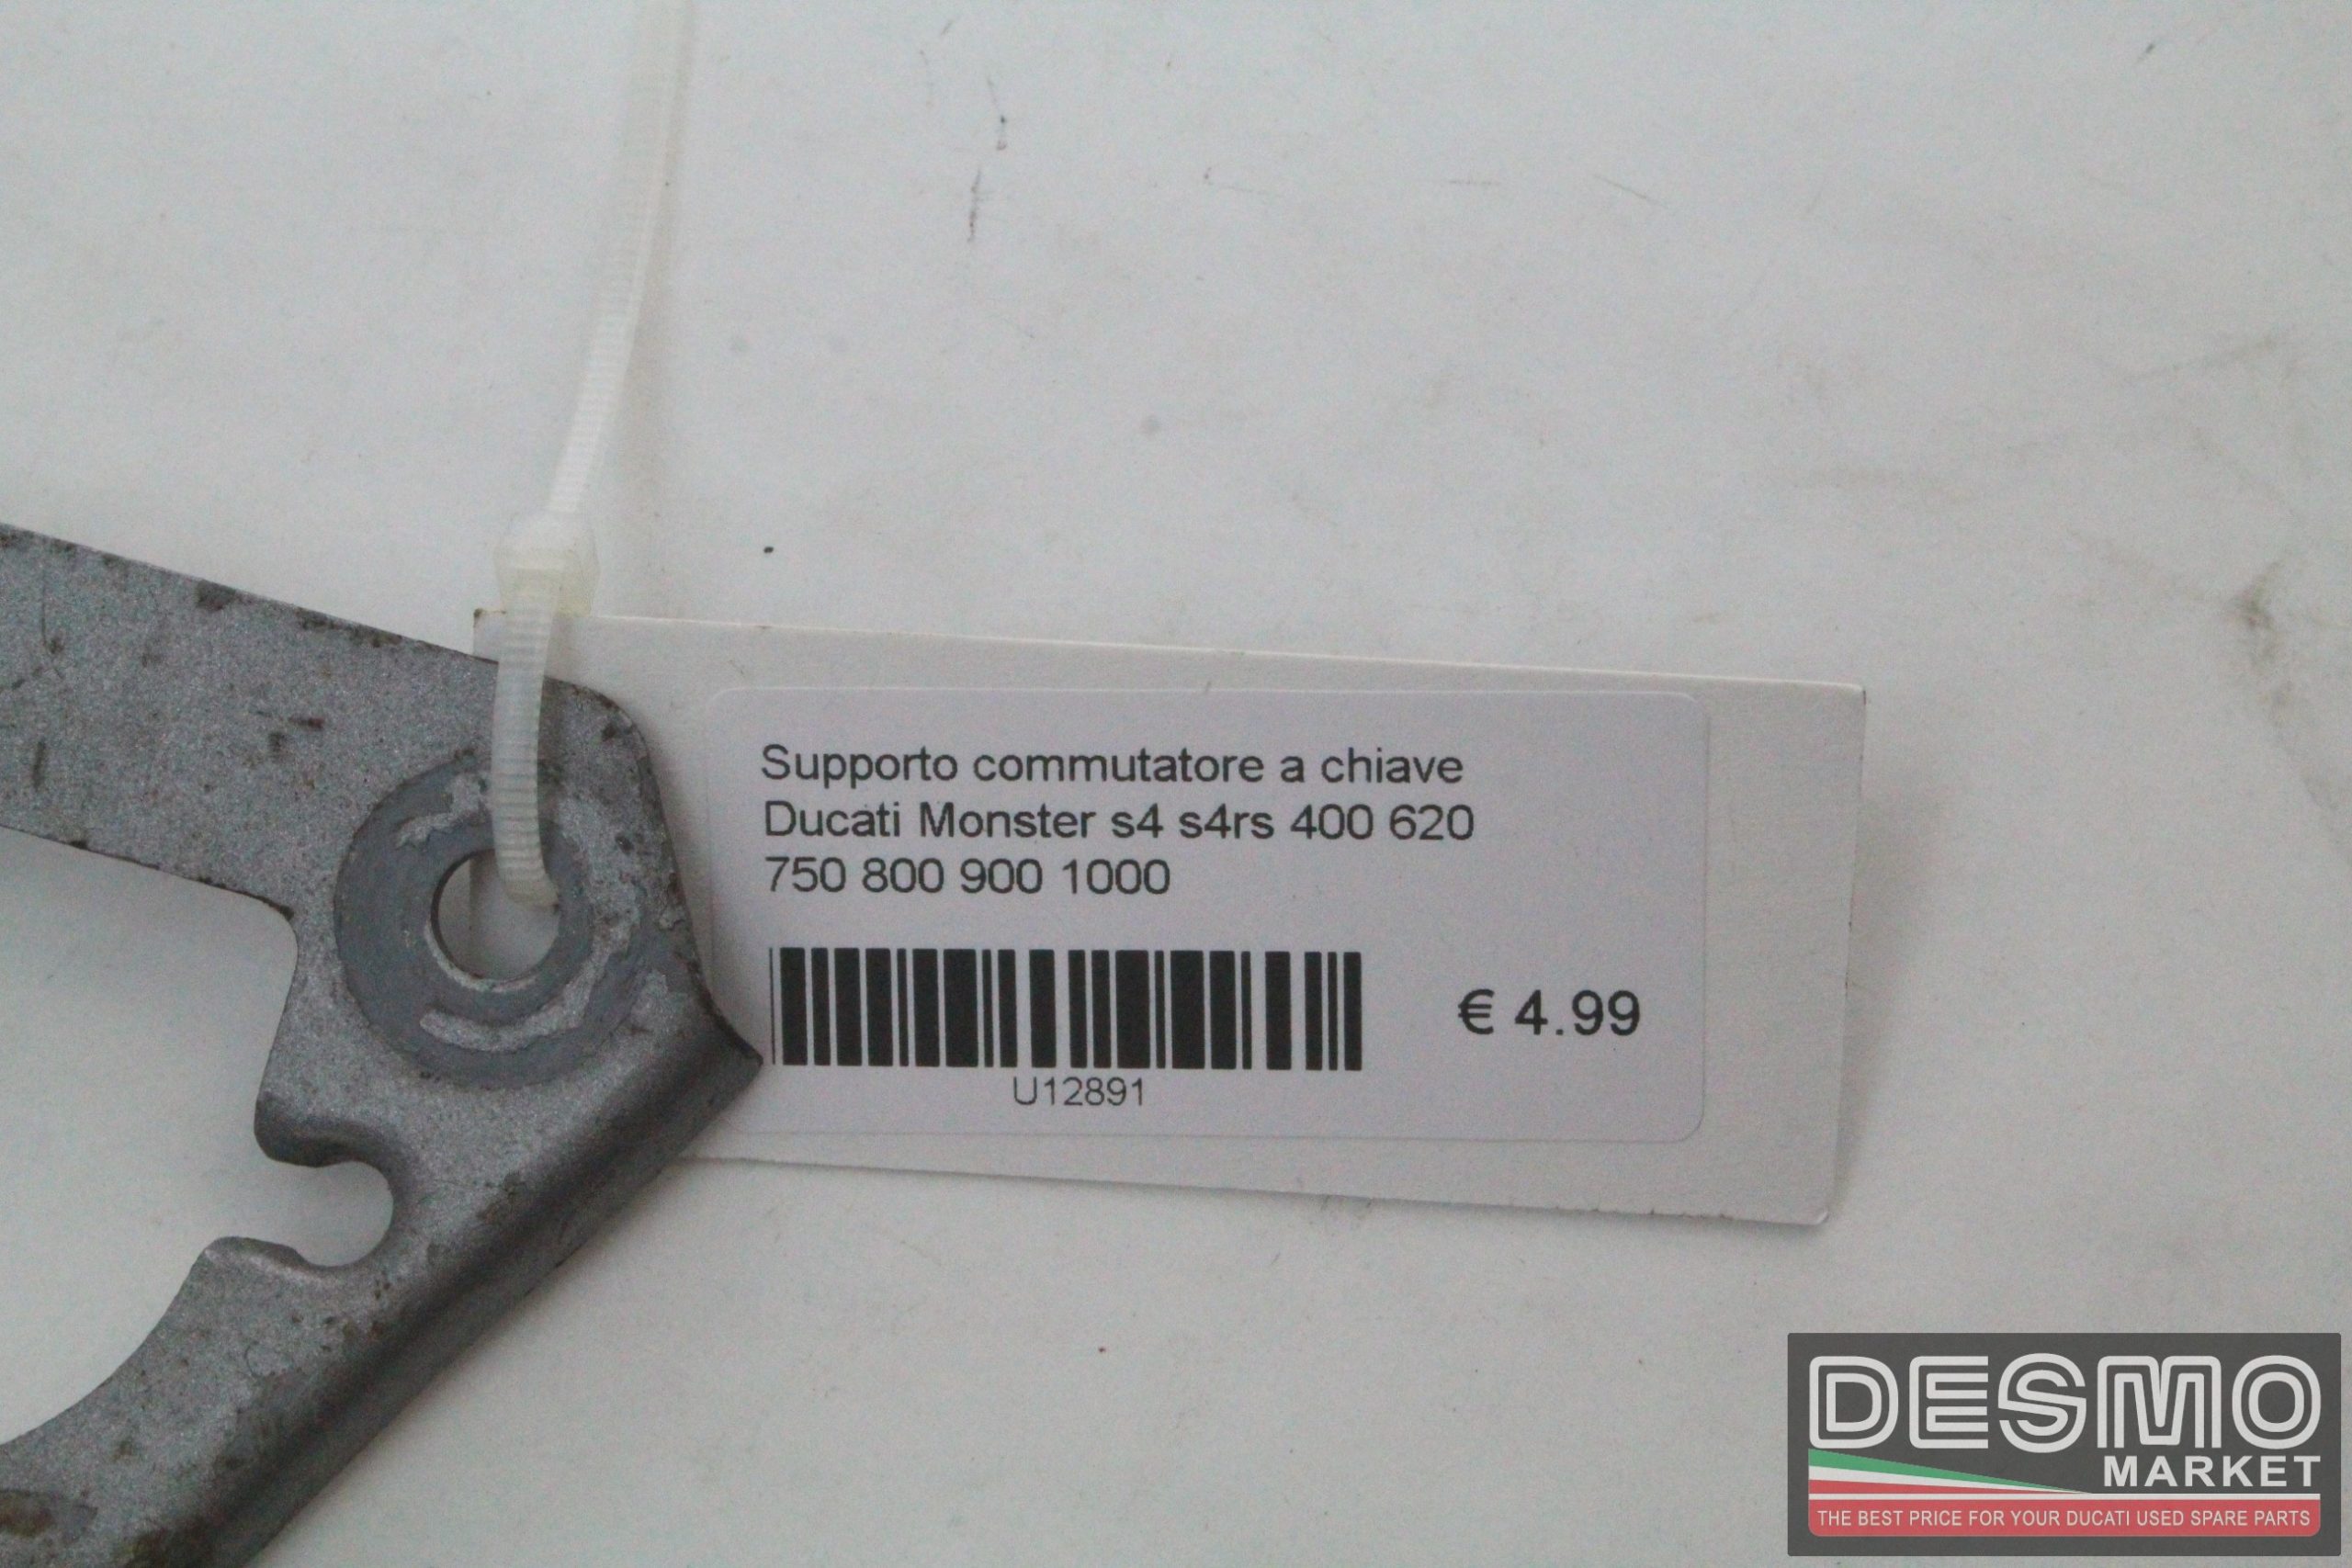 Supporto commutatore a chiave
Ducati Monster s4 s4rs 400 620
750 800 900 1000
€ 4.99
U12891
DESMO
MARKET
THE BEST PRICE FOR YOUR DUCATI USED SPARE PARTS